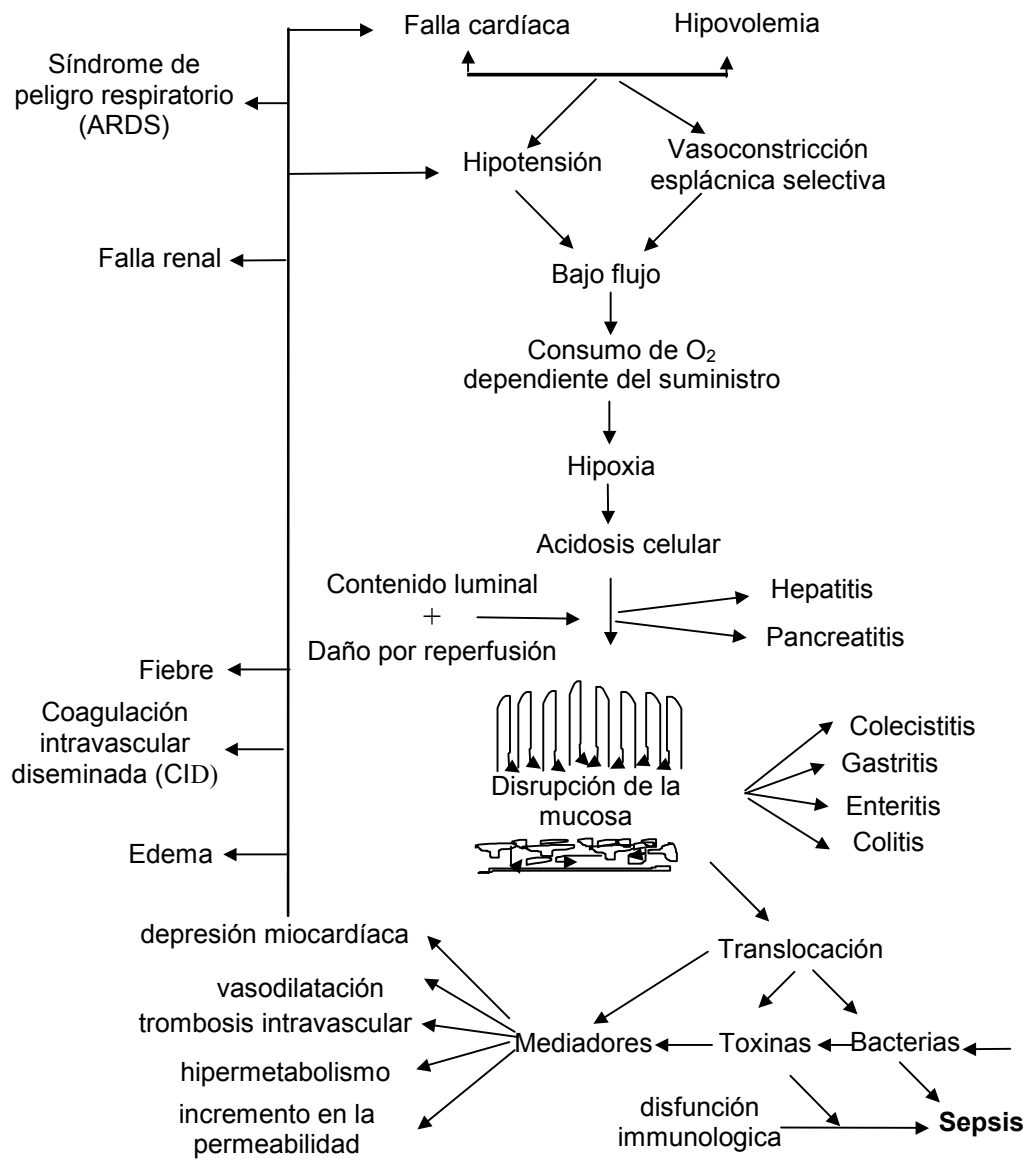 Falla cardíaca
Hipovolemia
Síndrome de
peligro respiratorio
(ARDS)
Hipotensión
Vasoconstricción
esplácnica selectiva
Falla renal
Bajo flujo
Consumo de O₂
dependiente del suministro
Hipoxia
Acidosis celular
Contenido luminal
+
Daño por reperfusión
Hepatitis
Pancreatitis
Fiebre
Coagulación
intravascular
diseminada (CID)
Disrupción de la
mucosa
Colecistitis
Gastritis
Enteritis
Colitis
Edema
depresión miocardíaca
Translocación
vasodilatación
trombosis intravascular
Mediadores
Toxinas
Bacterias
hipermetabolismo
incremento en la
permeabilidad
disfunción
immunologica
Sepsis